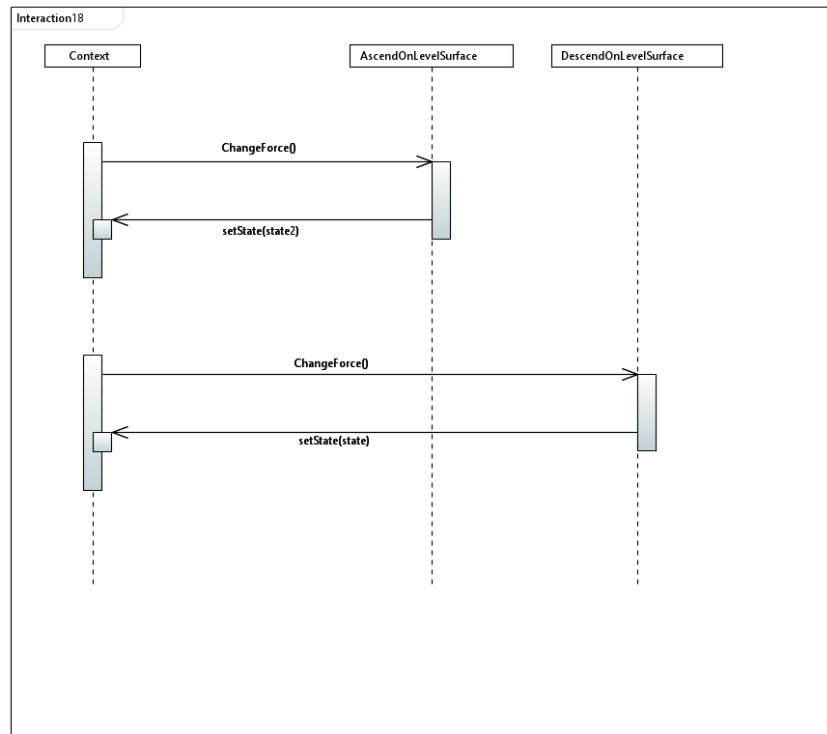 Interaction18
Context
AscendOnLevelSurface
DescendOnLevelSurface
ChangeForce()
setState(state2)
ChangeForce()
setState(state)